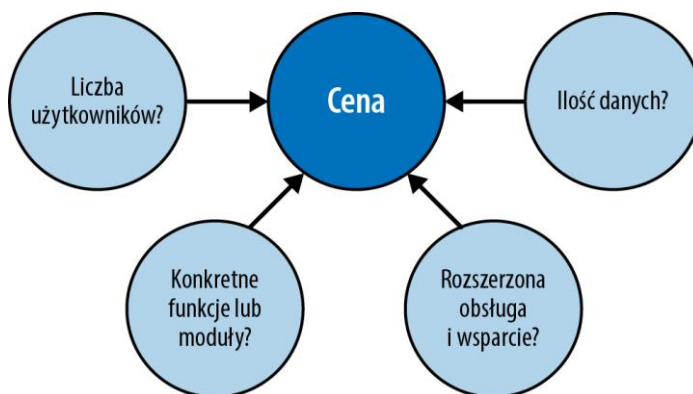 Liczba
użytkowników?
Cena
Ilość danych?
Konkretne
funkcje lub
moduły?
Rozszerzona
obsługa
i wsparcie?